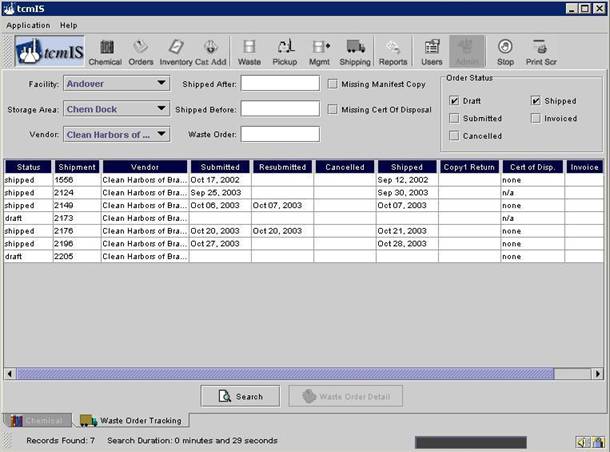 tcmIS
Application Help
tcmIS Chemical Orders Inventory Cat Add Waste Pickup Mgmt Shipping Reports Users Admin Stop Print Scr
Facility: Andover Shipped After: Missing Manifest Copy Order Status
Draft Shipped
Storage Area: Chem Dock Shipped Before: Missing Cert Of Disposal
Submitted Invoiced
Vendor: Clean Harbors of ... Waste Order: Cancelled
Status Shipment Vendor Submitted Resubmitted Cancelled Shipped Copy1 Return Cert of Disp. Invoice
shipped 1556 Clean Harbors of Bra... Oct 17, 2002 Sep 12, 2002 none
shipped 2124 Clean Harbors of Bra... Sep 25, 2003 Sep 30, 2003 n/a
shipped 2149 Clean Harbors of Bra... Oct 06, 2003 Oct 07, 2003 Oct 07, 2003 none
draft 2173 Clean Harbors of Bra... n/a
shipped 2176 Clean Harbors of Bra... Oct 20, 2003 Oct 20, 2003 Oct 21, 2003 none
shipped 2196 Clean Harbors of Bra... Oct 27, 2003 Oct 28, 2003 none
draft 2205 Clean Harbors of Bra... none
Search Waste Order Detail
Chemical Waste Order Tracking
Records Found: 7 Search Duration: 0 minutes and 29 seconds